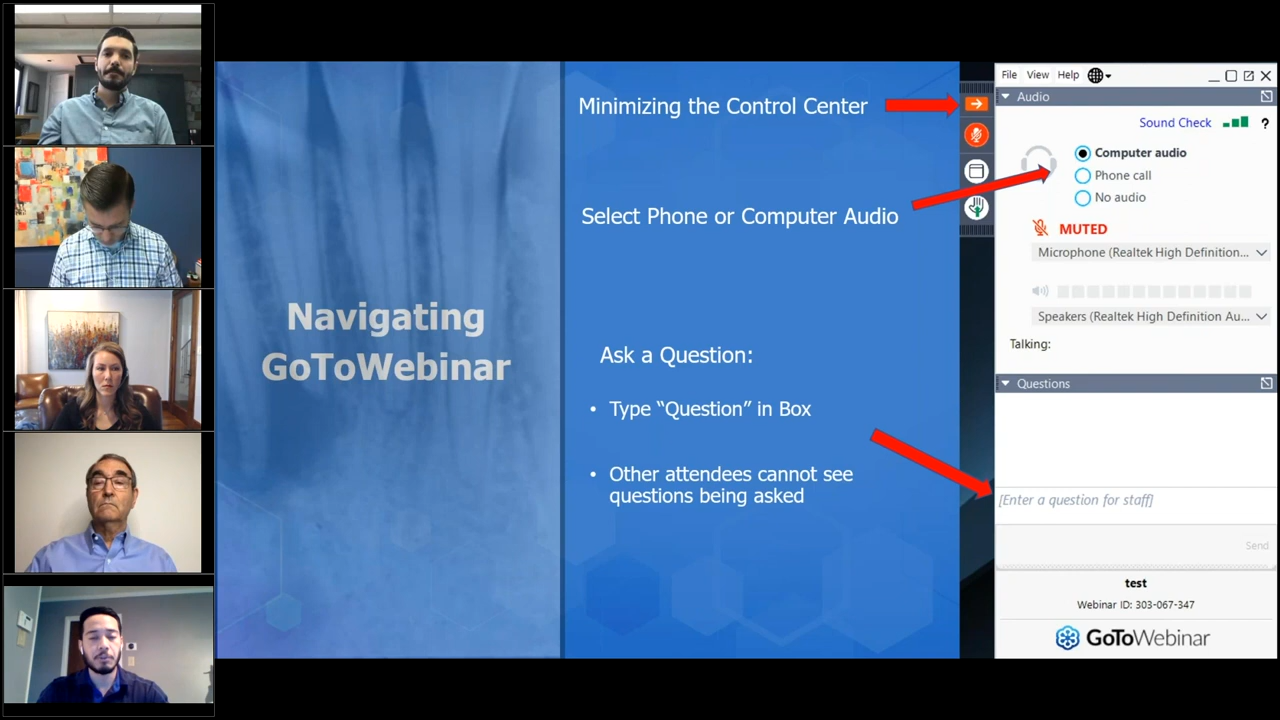 Navigating
GoToWebinar
Minimizing the Control Center
Select Phone or Computer Audio
Ask a Question:
• Type “Question” in Box
• Other attendees cannot see
questions being asked
File View Help
Audio
Sound Check ?
Computer audio
Phone call
No audio
MUTED
Microphone (Realtek High Definition...
Speakers (Realtek High Definition Au...
Talking:
Questions
[Enter a question for staff]
Send
test
Webinar ID: 303-067-347
GoToWebinar